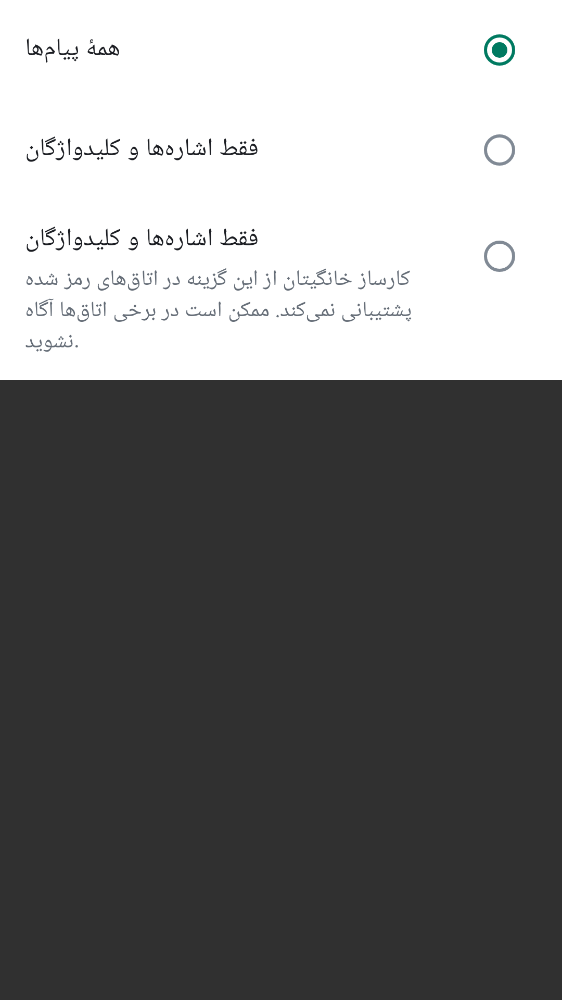 همهٔ پیام‌ها
فقط اشاره‌ها و کلیدواژگان
فقط اشاره‌ها و کلیدواژگان
کارساز خانگیتان از این گزینه در اتاق‌های رمز شده
پشتیبانی نمی‌کند. ممکن است در برخی اتاق‌ها آگاه
نشوید.